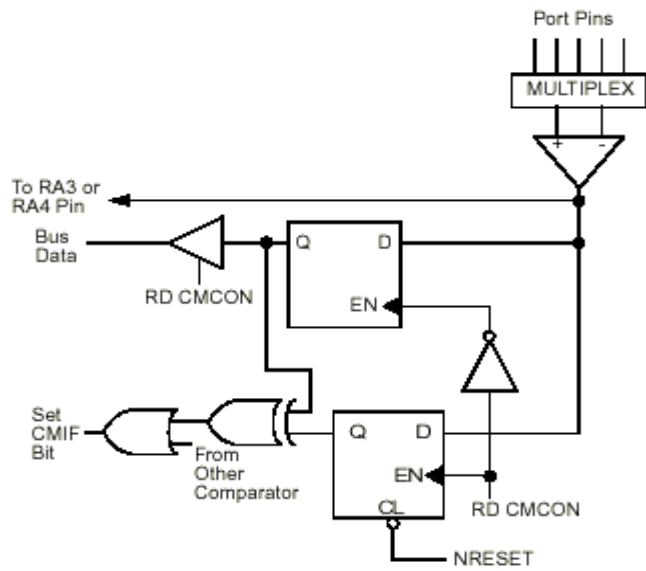 Port Pins
MULTIPLEX
+ -
To RA3 or
RA4 Pin
Bus
Data
Q D
RD CMCON
EN
Set
CMIF
Bit
From
Other
Comparator
Q D
EN
RD CMCON
CL
NRESET